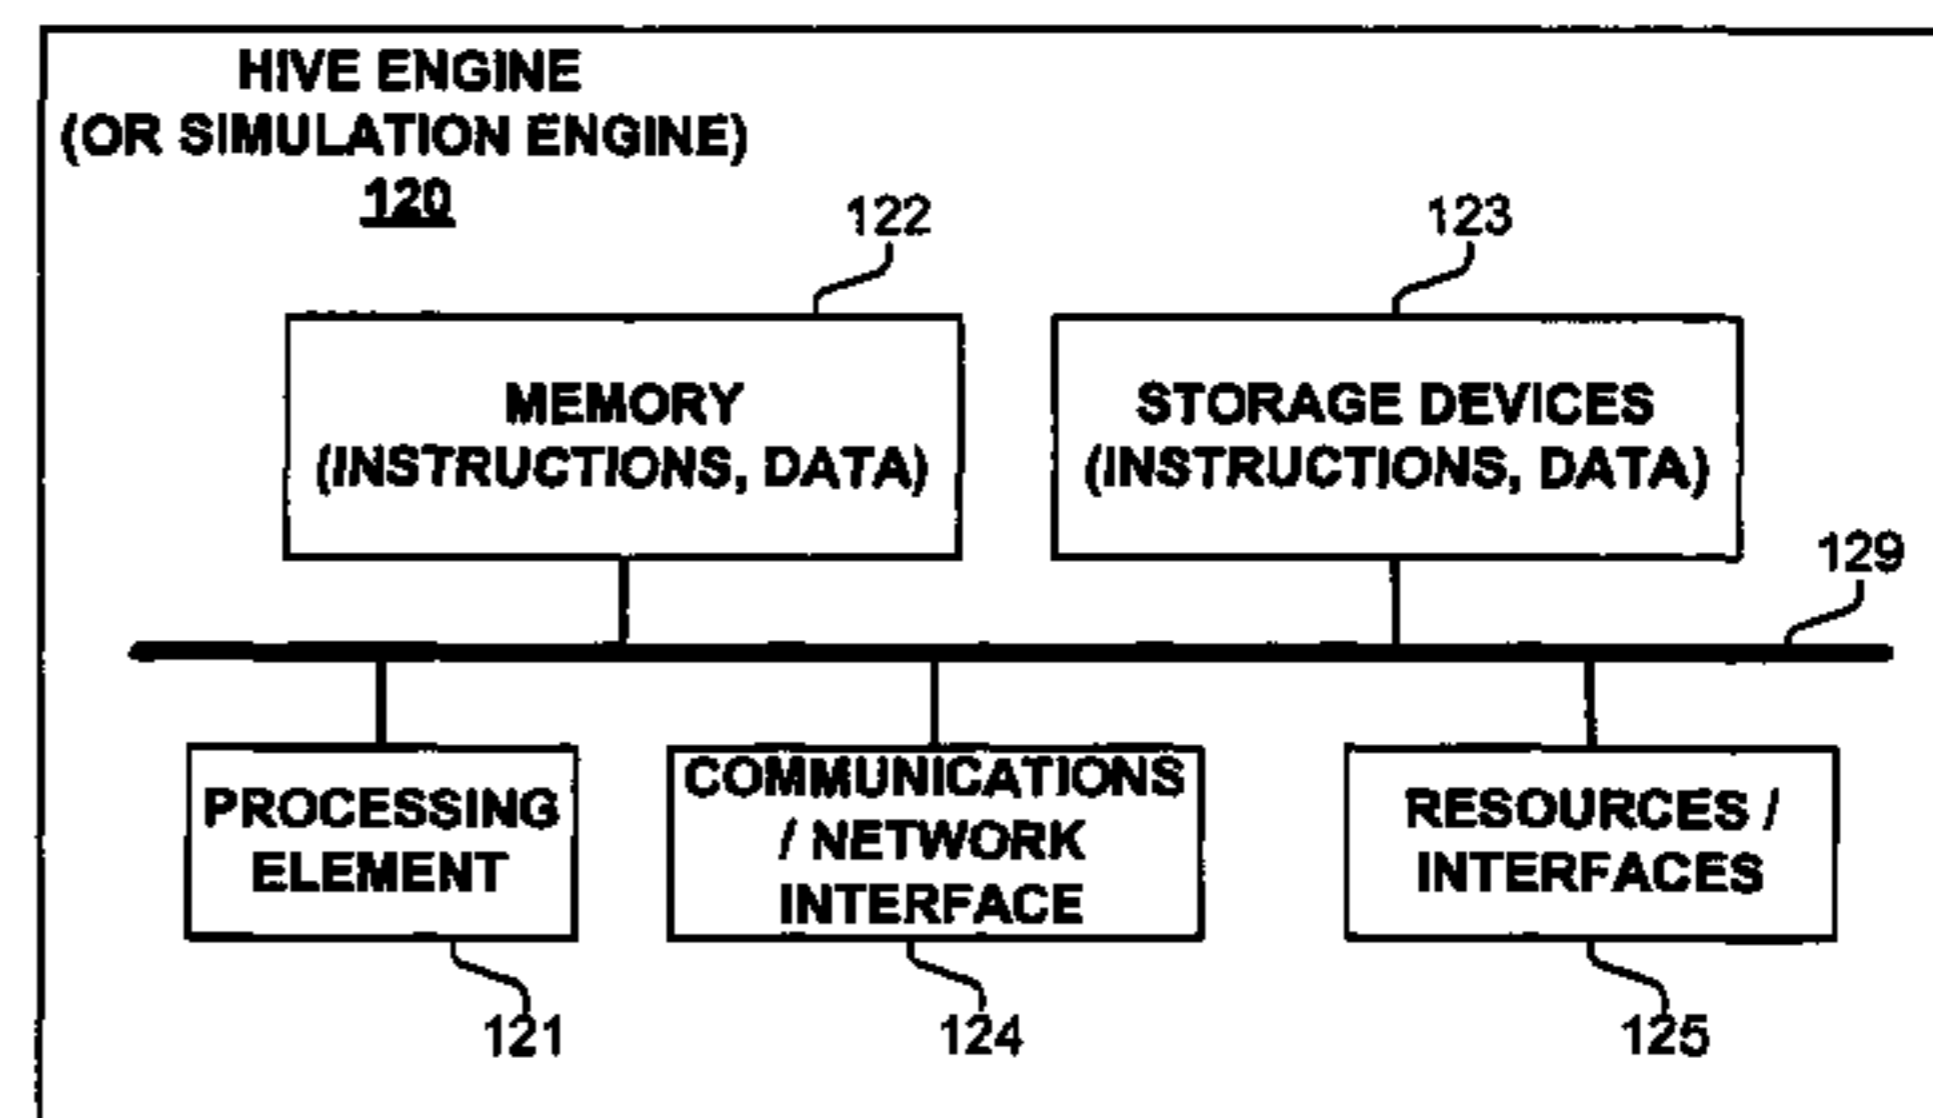 HIVE ENGINE
(OR SIMULATION ENGINE)
120
122
123
MEMORY
(INSTRUCTIONS, DATA)
STORAGE DEVICES
(INSTRUCTIONS, DATA)
129
PROCESSING
ELEMENT
COMMUNICATIONS
/ NETWORK
INTERFACE
RESOURCES /
INTERFACES
121
124
125